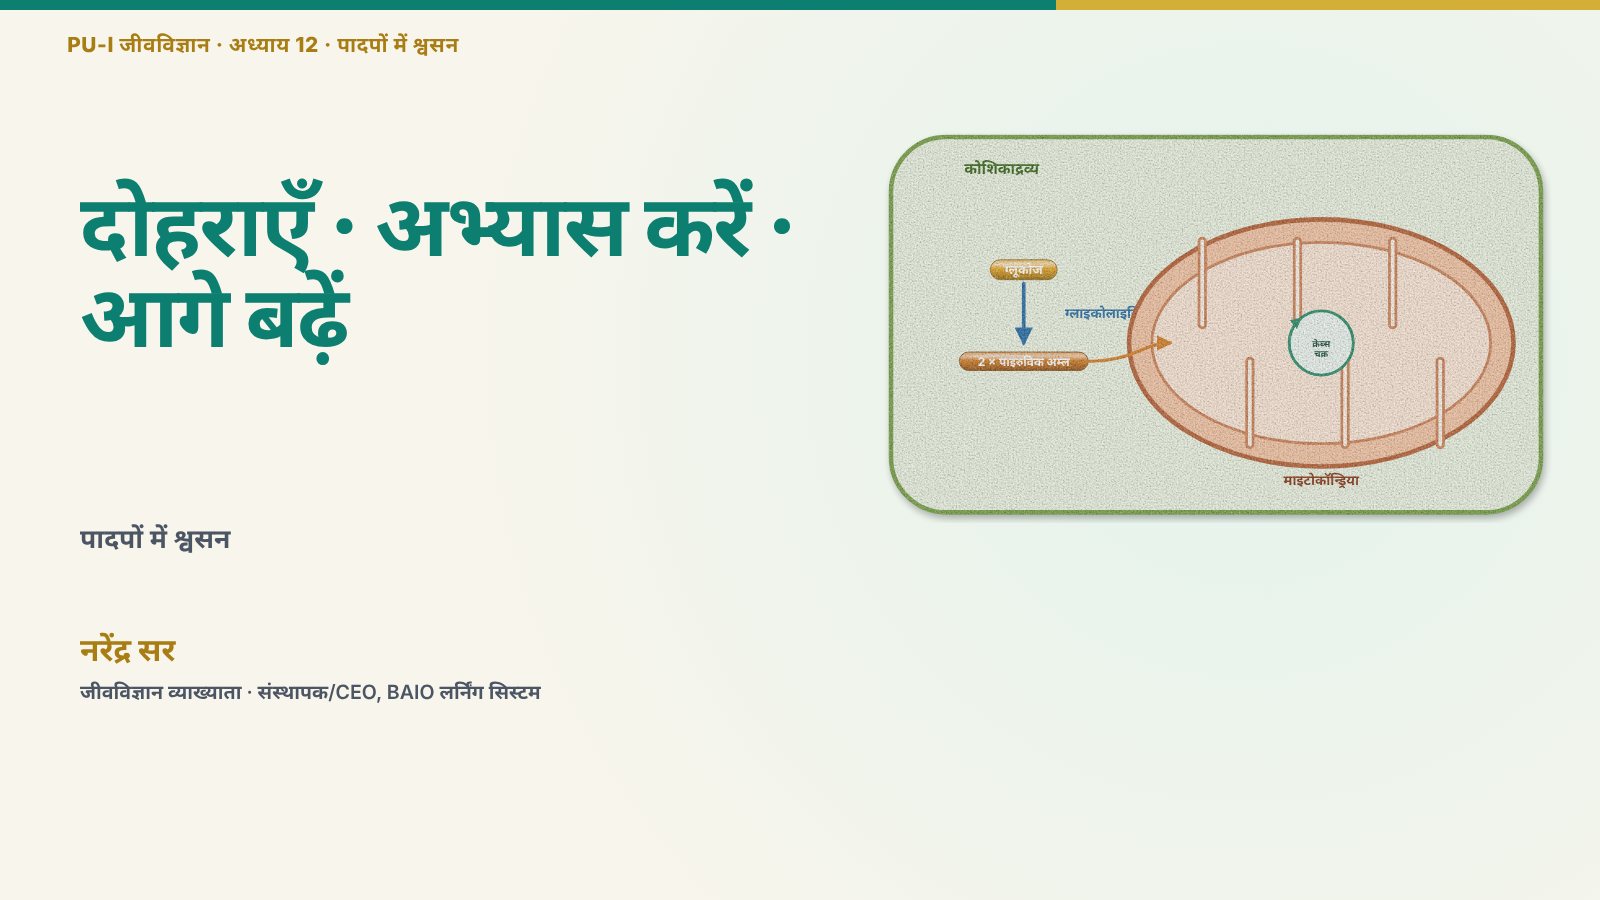 PU-I जीवविज्ञान · अध्याय 12 · पादपों में श्वसन
दोहराएँ · अभ्यास करें ·
आगे बढ़ें
पादपों में श्वसन
नरेंद्र सर
जीवविज्ञान व्याख्याता · संस्थापक/CEO, BAIO लर्निंग सिस्टम
कोशिकाद्रव्य
ग्लूकोज
2 × पाइरुविक अम्ल
क्रेब्स
चक्र
माइटोकॉन्ड्रिया